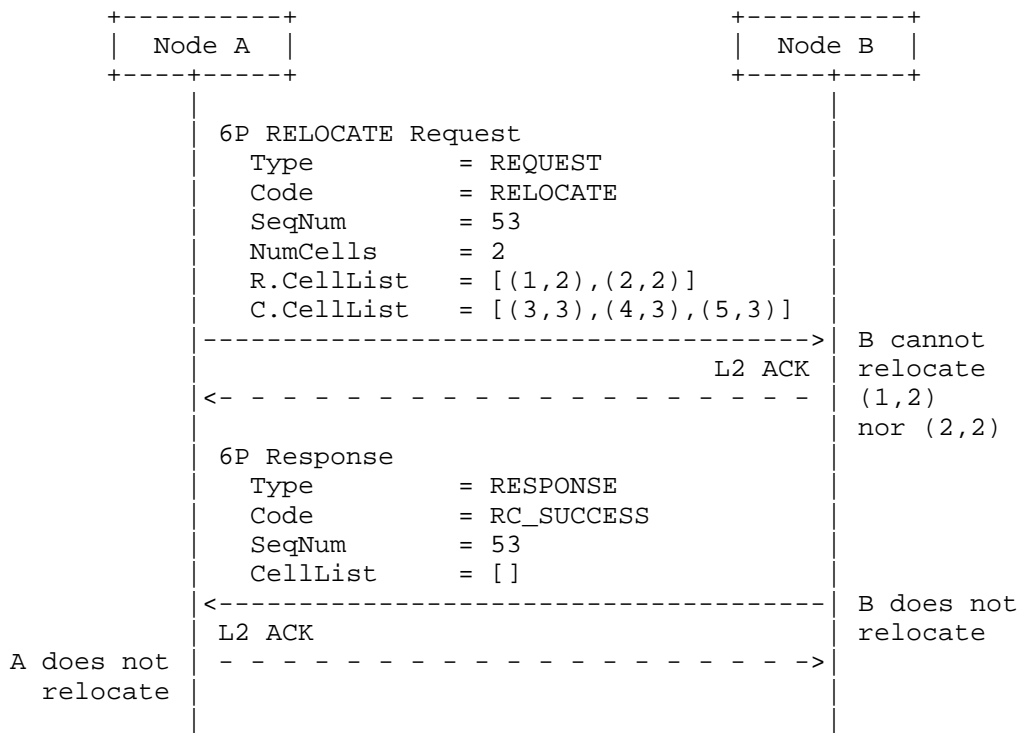 +----------+                           +----------+
|  Node A  |                           |  Node B  |
+----+-----+                           +-----+----+
     |                                       |
     | 6P RELOCATE Request                   |
     |   Type         = REQUEST              |
     |   Code         = RELOCATE             |
     |   SeqNum       = 53                   |
     |   NumCells     = 2                    |
     |   R.CellList   = [(1,2),(2,2)]        |
     |   C.CellList   = [(3,3),(4,3),(5,3)]  |
     |-------------------------------------->| B cannot
     |                                L2 ACK | relocate
     |<- - - - - - - - - - - - - - - - - - - | (1,2)
     |                                       | nor (2,2)
     | 6P Response                           |
     |   Type         = RESPONSE             |
     |   Code         = RC_SUCCESS           |
     |   SeqNum       = 53                   |
     |   CellList     = []                   |
     |<--------------------------------------| B does not
     | L2 ACK                                | relocate
A does not | - - - - - - - - - - - - - - - - - - ->|
relocate |                                       |
     |                                       |